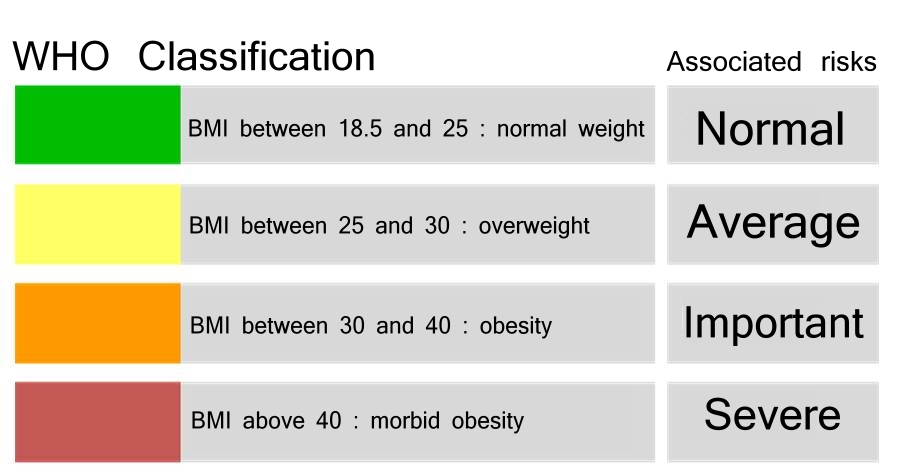 WHO Classification
Associated risks
BMI between 18.5 and 25 : normal weight
Normal
BMI between 25 and 30 : overweight
Average
BMI between 30 and 40 : obesity
Important
BMI above 40 : morbid obesity
Severe